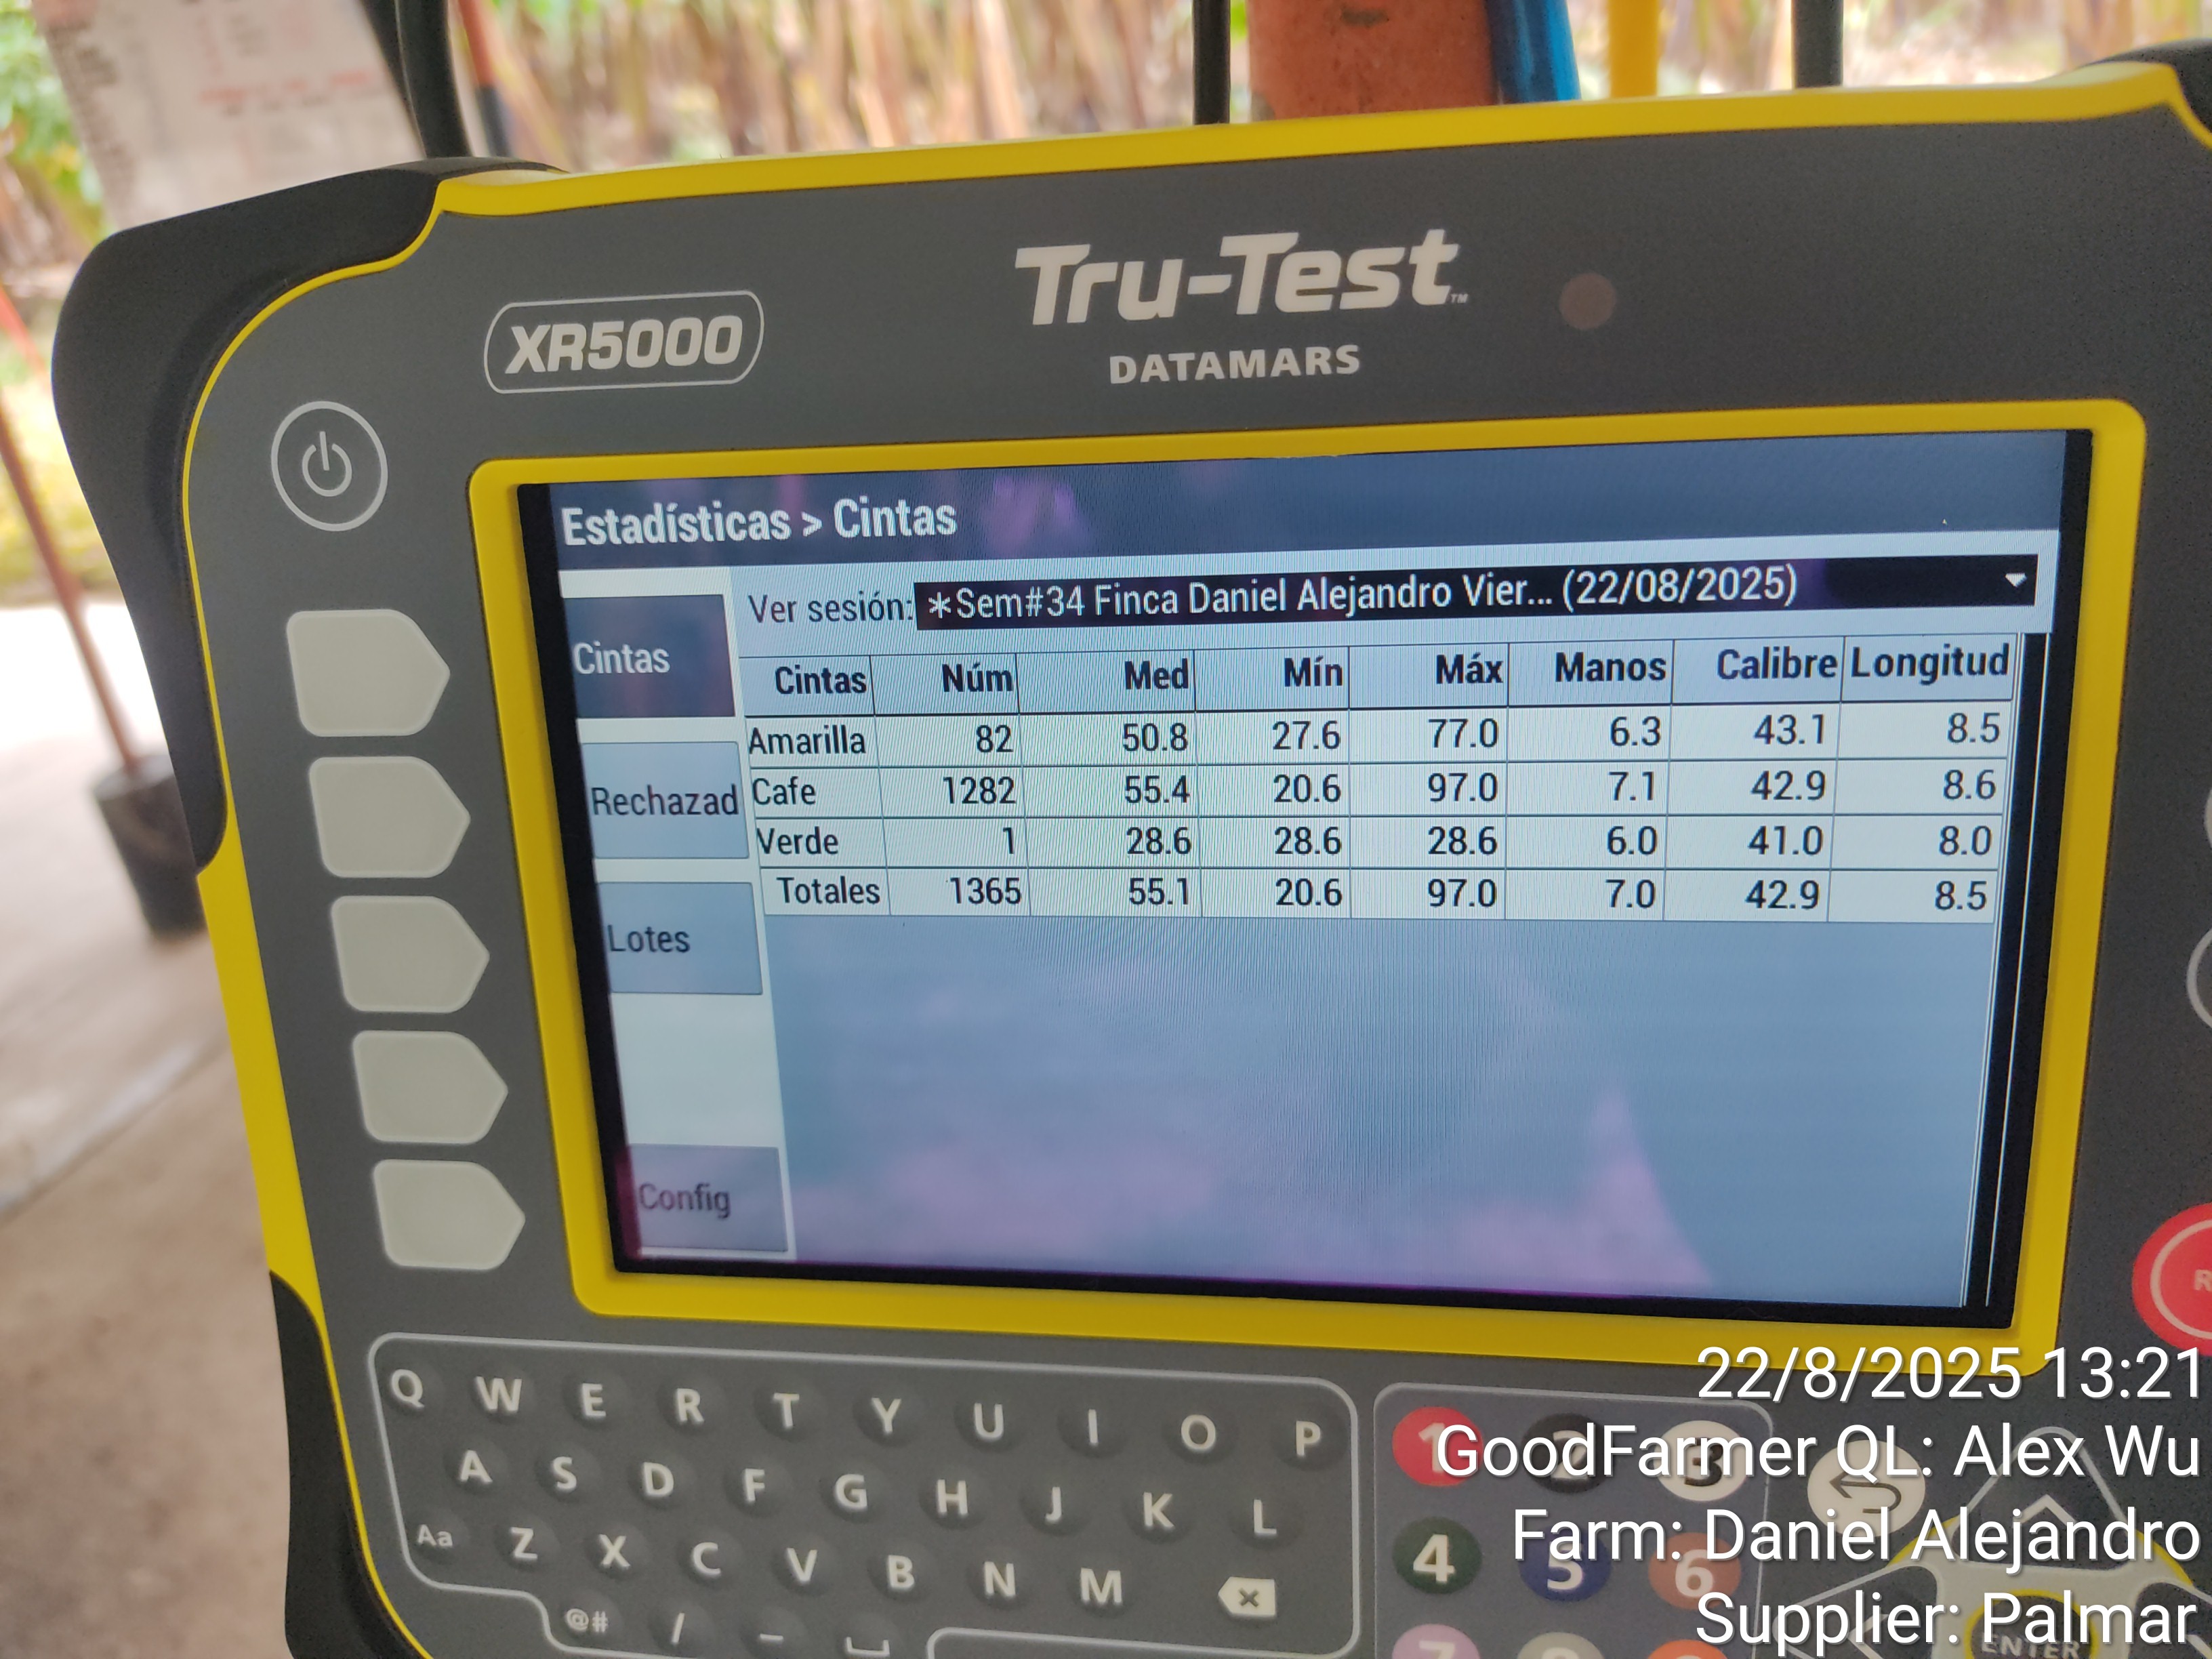 XR5000
Tru-Test™
DATAMARS
Estadísticas > Cintas
Ver sesión: *Sem#34 Finca Daniel Alejandro Vier... (22/08/2025)
Cintas
Rechazad
Lotes
Config
Cintas Núm Med Mín Máx Manos Calibre Longitud
Amarilla 82 50.8 27.6 77.0 6.3 43.1 8.5
Cafe 1282 55.4 20.6 97.0 7.1 42.9 8.6
Verde 1 28.6 28.6 28.6 6.0 41.0 8.0
Totales 1365 55.1 20.6 97.0 7.0 42.9 8.5
Q W E R T Y U I O P
A S D F G H J K L
Aa Z X C V B N M
@# / –
1 2 3
4 5 6
7
ENTER
22/8/2025 13:21
GoodFarmer QL: Alex Wu
Farm: Daniel Alejandro
Supplier: Palmar